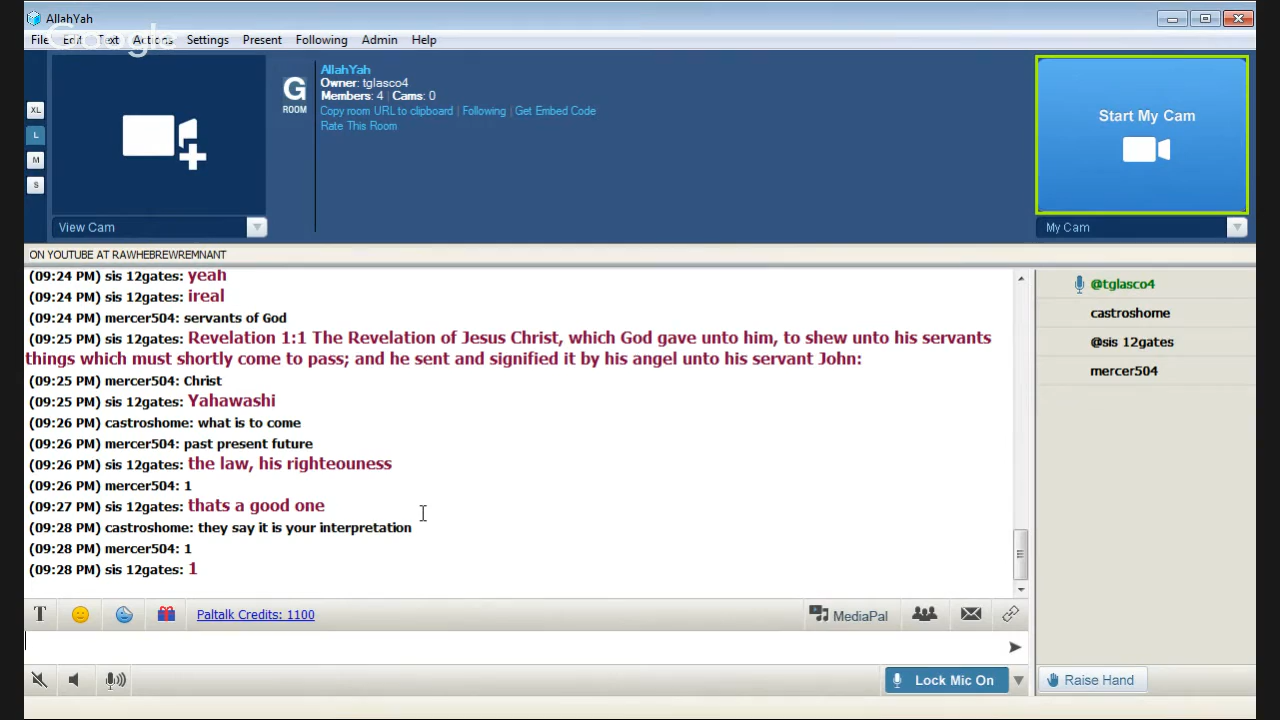 AllahYah
Google
File Edit Text Actions Settings Present Following Admin Help
XL
L
M
S
G
ROOM
AllahYah
Owner: tglasco4
Members: 4 | Cams: 0
Copy room URL to clipboard | Following | Get Embed Code
Rate This Room
Start My Cam
View Cam
My Cam
ON YOUTUBE AT RAWHEBREWREMNANT
(09:24 PM) sis 12gates: yeah
(09:24 PM) sis 12gates: ireal
(09:24 PM) mercer504: servants of God
(09:25 PM) sis 12gates: Revelation 1:1 The Revelation of Jesus Christ, which God gave unto him, to shew unto his servants
things which must shortly come to pass; and he sent and signified it by his angel unto his servant John:
(09:25 PM) mercer504: Christ
(09:25 PM) sis 12gates: Yahawashi
(09:26 PM) castroshome: what is to come
(09:26 PM) mercer504: past present future
(09:26 PM) sis 12gates: the law, his righteouness
(09:26 PM) mercer504: 1
(09:27 PM) sis 12gates: thats a good one
(09:28 PM) castroshome: they say it is your interpretation
(09:28 PM) mercer504: 1
(09:28 PM) sis 12gates: 1
@tglasco4
castroshome
@sis 12gates
mercer504
T
Paltalk Credits: 1100
MediaPal
Lock Mic On
Raise Hand